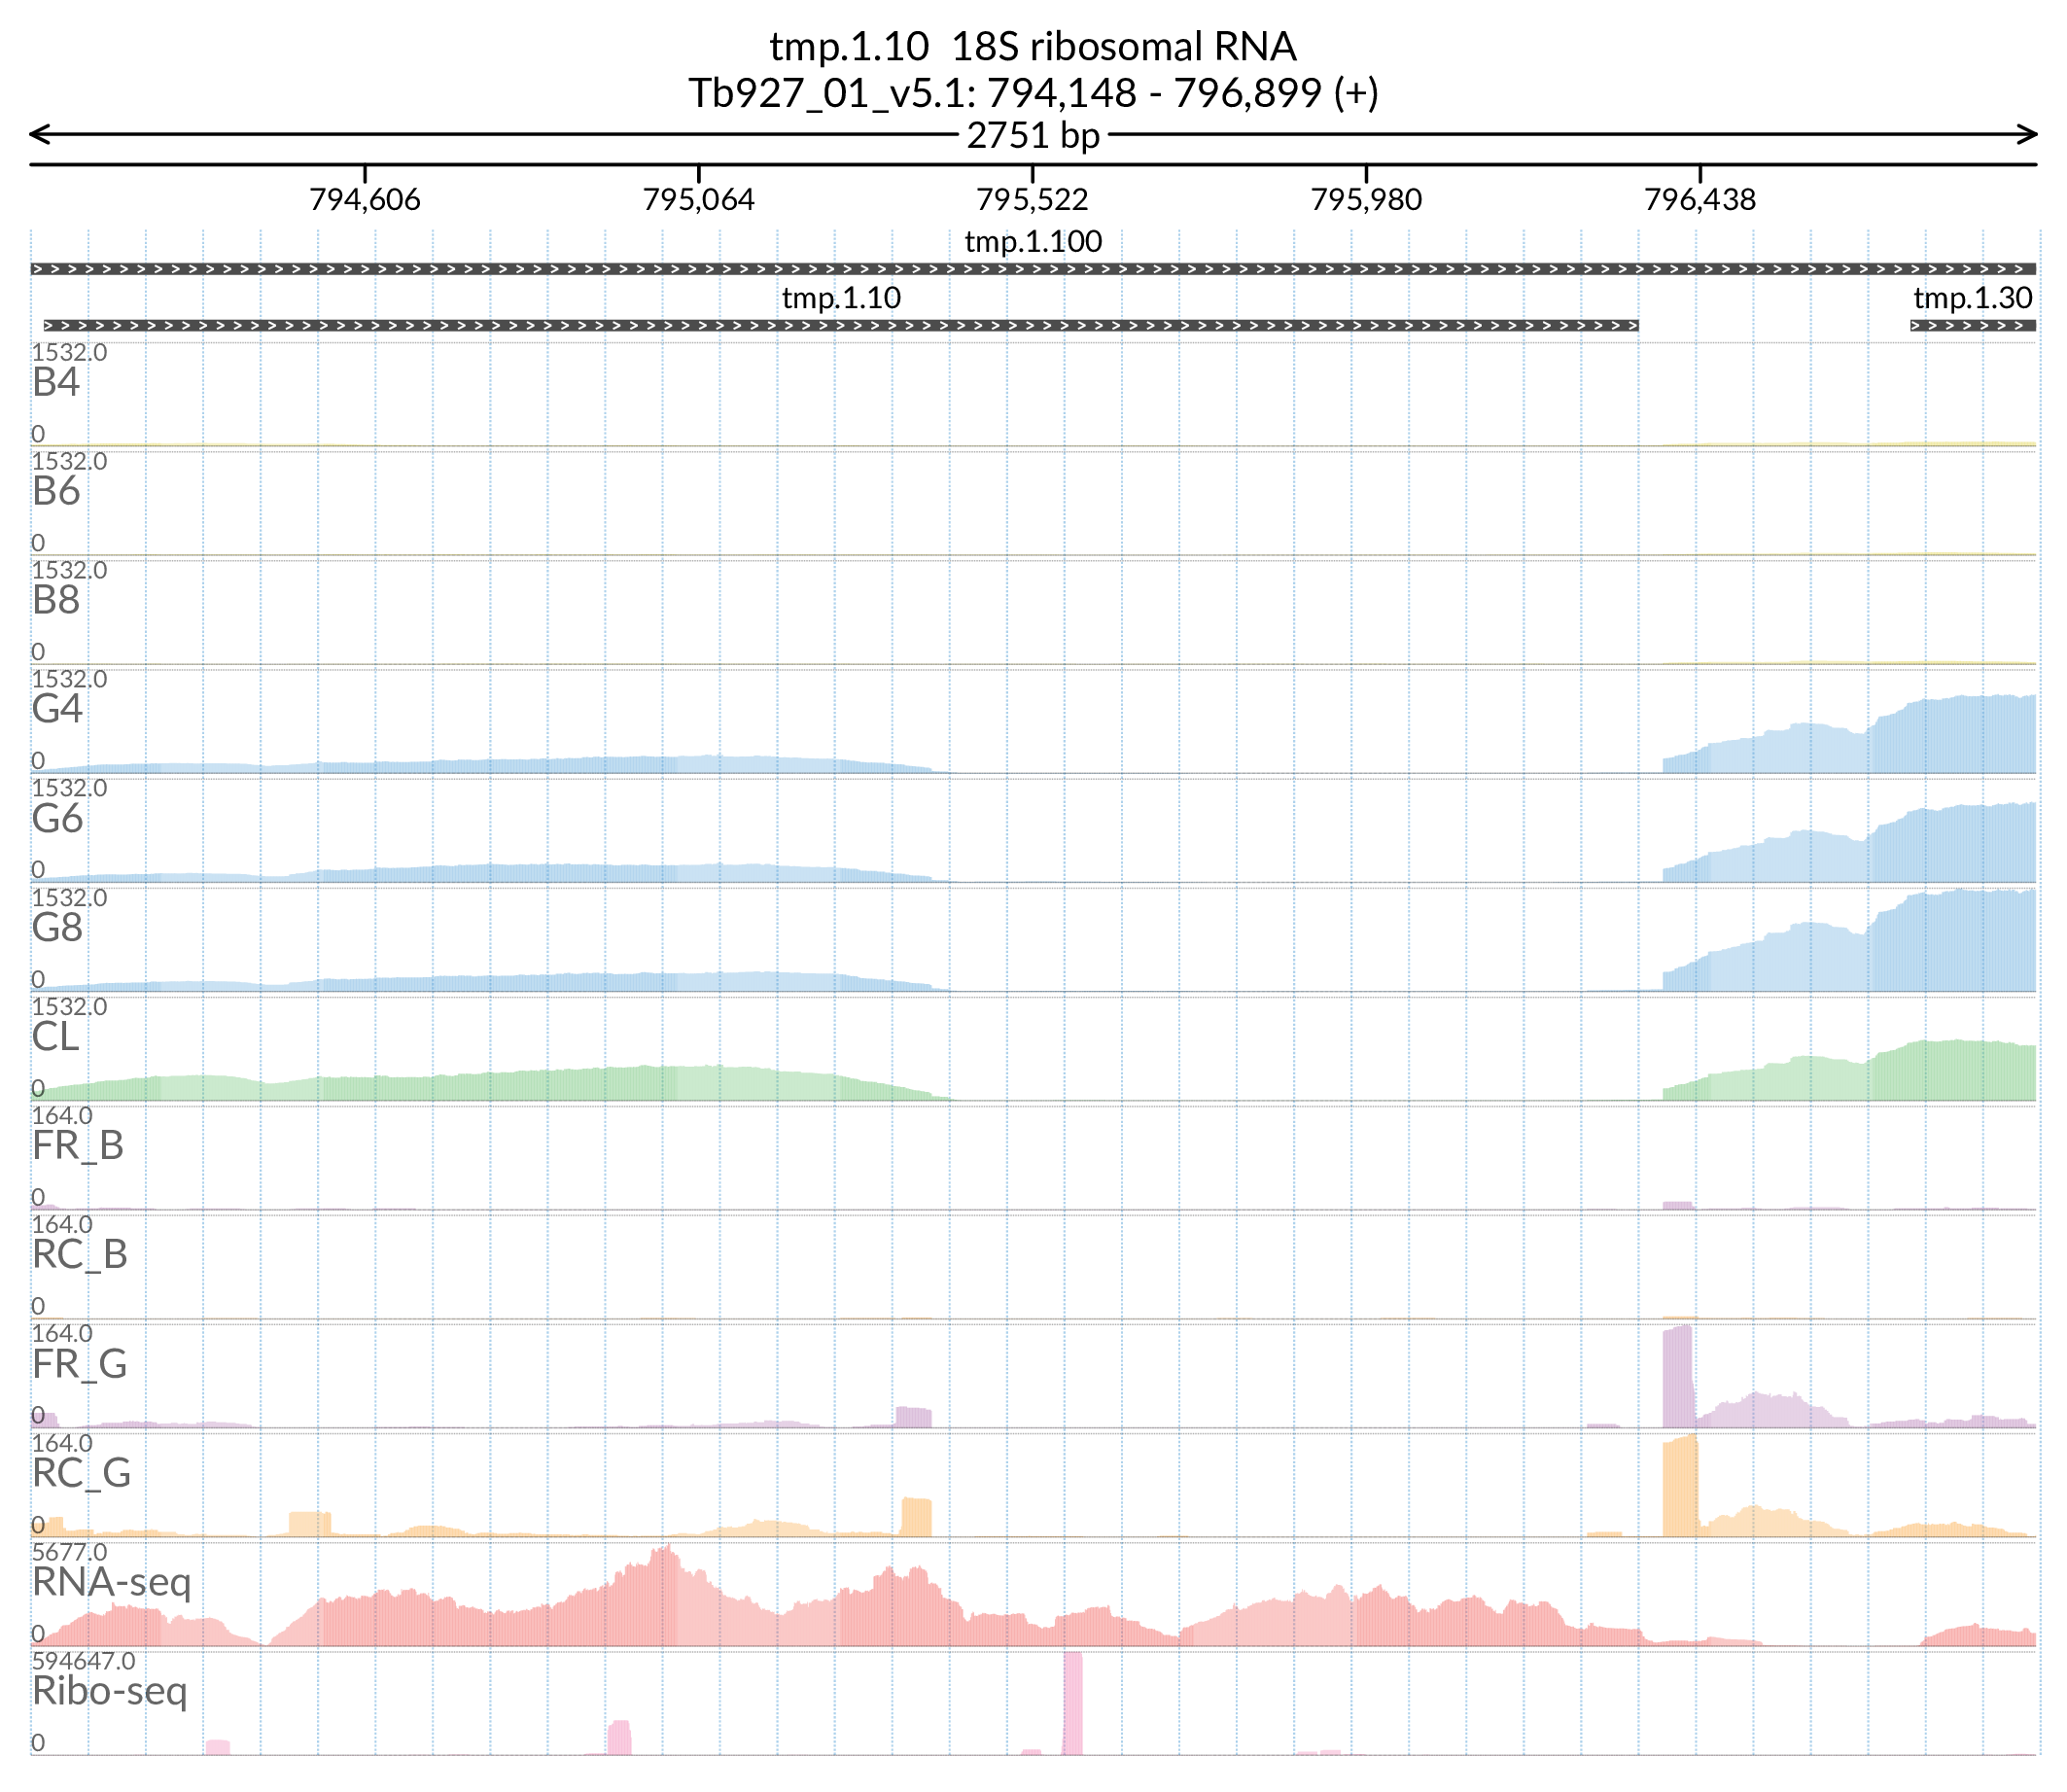 tmp.1.10 18S ribosomal RNA
Tb927_01_v5.1: 794,148 - 796,899 (+)
2751 bp
794,606 795,064 795,522 795,980 796,438
tmp.1.100
tmp.1.10 tmp.1.30
1532.0
B4
0
1532.0
B6
0
1532.0
B8
0
1532.0
G4
0
1532.0
G6
0
1532.0
G8
0
1532.0
CL
0
164.0
FR_B
0
164.0
RC_B
0
164.0
FR_G
0
164.0
RC_G
0
5677.0
RNA-seq
0
594647.0
Ribo-seq
0